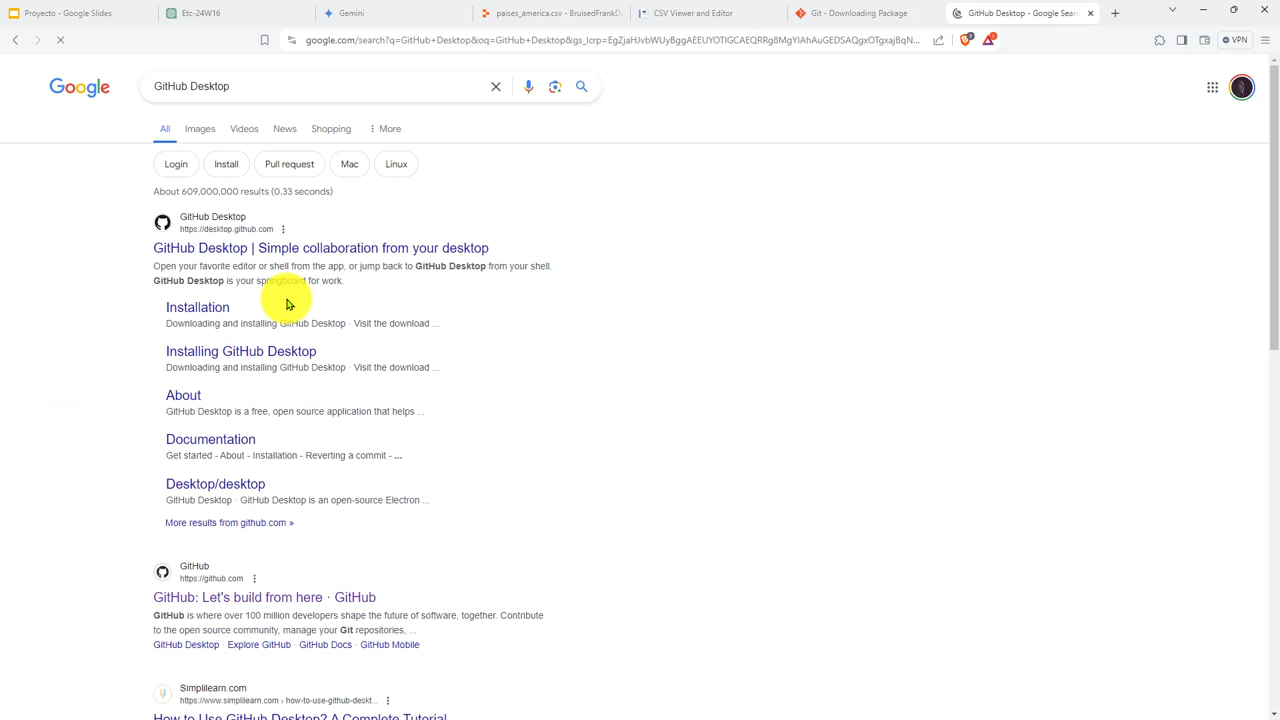 Proyecto - Google Slides
Etc-24W16
Gemini
paises_america.csv - BruisedFrankD
CSV Viewer and Editor
Git - Downloading Package
GitHub Desktop - Google Sear
google.com/search?q=GitHub+Desktop&oq=GitHub+Desktop&gs_lcrp=EgZjaHJvbWUyBggAEEUYOTIGCAEQRRg8MgYIAhAuGEDSAQgxOTgxajBqN...
VPN
Google
GitHub Desktop
All
Images
Videos
News
Shopping
More
Login
Install
Pull request
Mac
Linux
About 609,000,000 results (0.33 seconds)
GitHub Desktop
https://desktop.github.com
GitHub Desktop | Simple collaboration from your desktop
Open your favorite editor or shell from the app, or jump back to GitHub Desktop from your shell.
GitHub Desktop is your springboard for work.
Installation
Downloading and installing GitHub Desktop · Visit the download ...
Installing GitHub Desktop
Downloading and installing GitHub Desktop · Visit the download ...
About
GitHub Desktop is a free, open source application that helps ...
Documentation
Get started - About - Installation - Reverting a commit - ...
Desktop/desktop
GitHub Desktop · GitHub Desktop is an open-source Electron ...
More results from github.com »
GitHub
https://github.com
GitHub: Let's build from here · GitHub
GitHub is where over 100 million developers shape the future of software, together. Contribute
to the open source community, manage your Git repositories, ...
GitHub Desktop · Explore GitHub · GitHub Docs · GitHub Mobile
Simplilearn.com
https://www.simplilearn.com › how-to-use-github-deskt...
How to Use GitHub Desktop? A Complete Tutorial